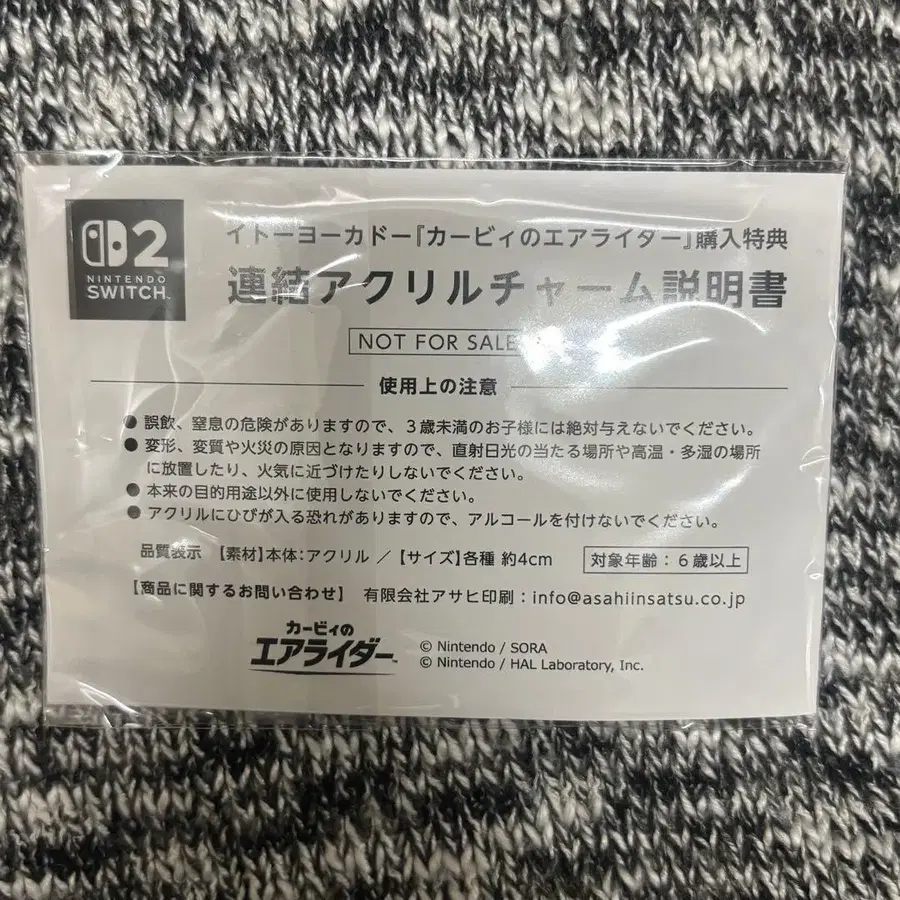 2
NINTENDO
SWITCH™
イトーヨーカドー『カービィのエアライダー』購入特典
連結アクリルチャーム説明書
NOT FOR SALE
使用上の注意
● 誤飲、窒息の危険がありますので、３歳未満のお子様には絶対与えないでください。
● 変形、変質や火災の原因となりますので、直射日光の当たる場所や高温・多湿の場所
に放置したり、火気に近づけたりしないでください。
● 本来の目的用途以外に使用しないでください。
● アクリルにひびが入る恐れがありますので、アルコールを付けないでください。
品質表示 【素材】本体：アクリル ／【サイズ】各種 約4cm 対象年齢：６歳以上
【商品に関するお問い合わせ】 有限会社アサヒ印刷：info@asahiinsatsu.co.jp
カービィの
エアライダー™
© Nintendo / SORA
© Nintendo / HAL Laboratory, Inc.